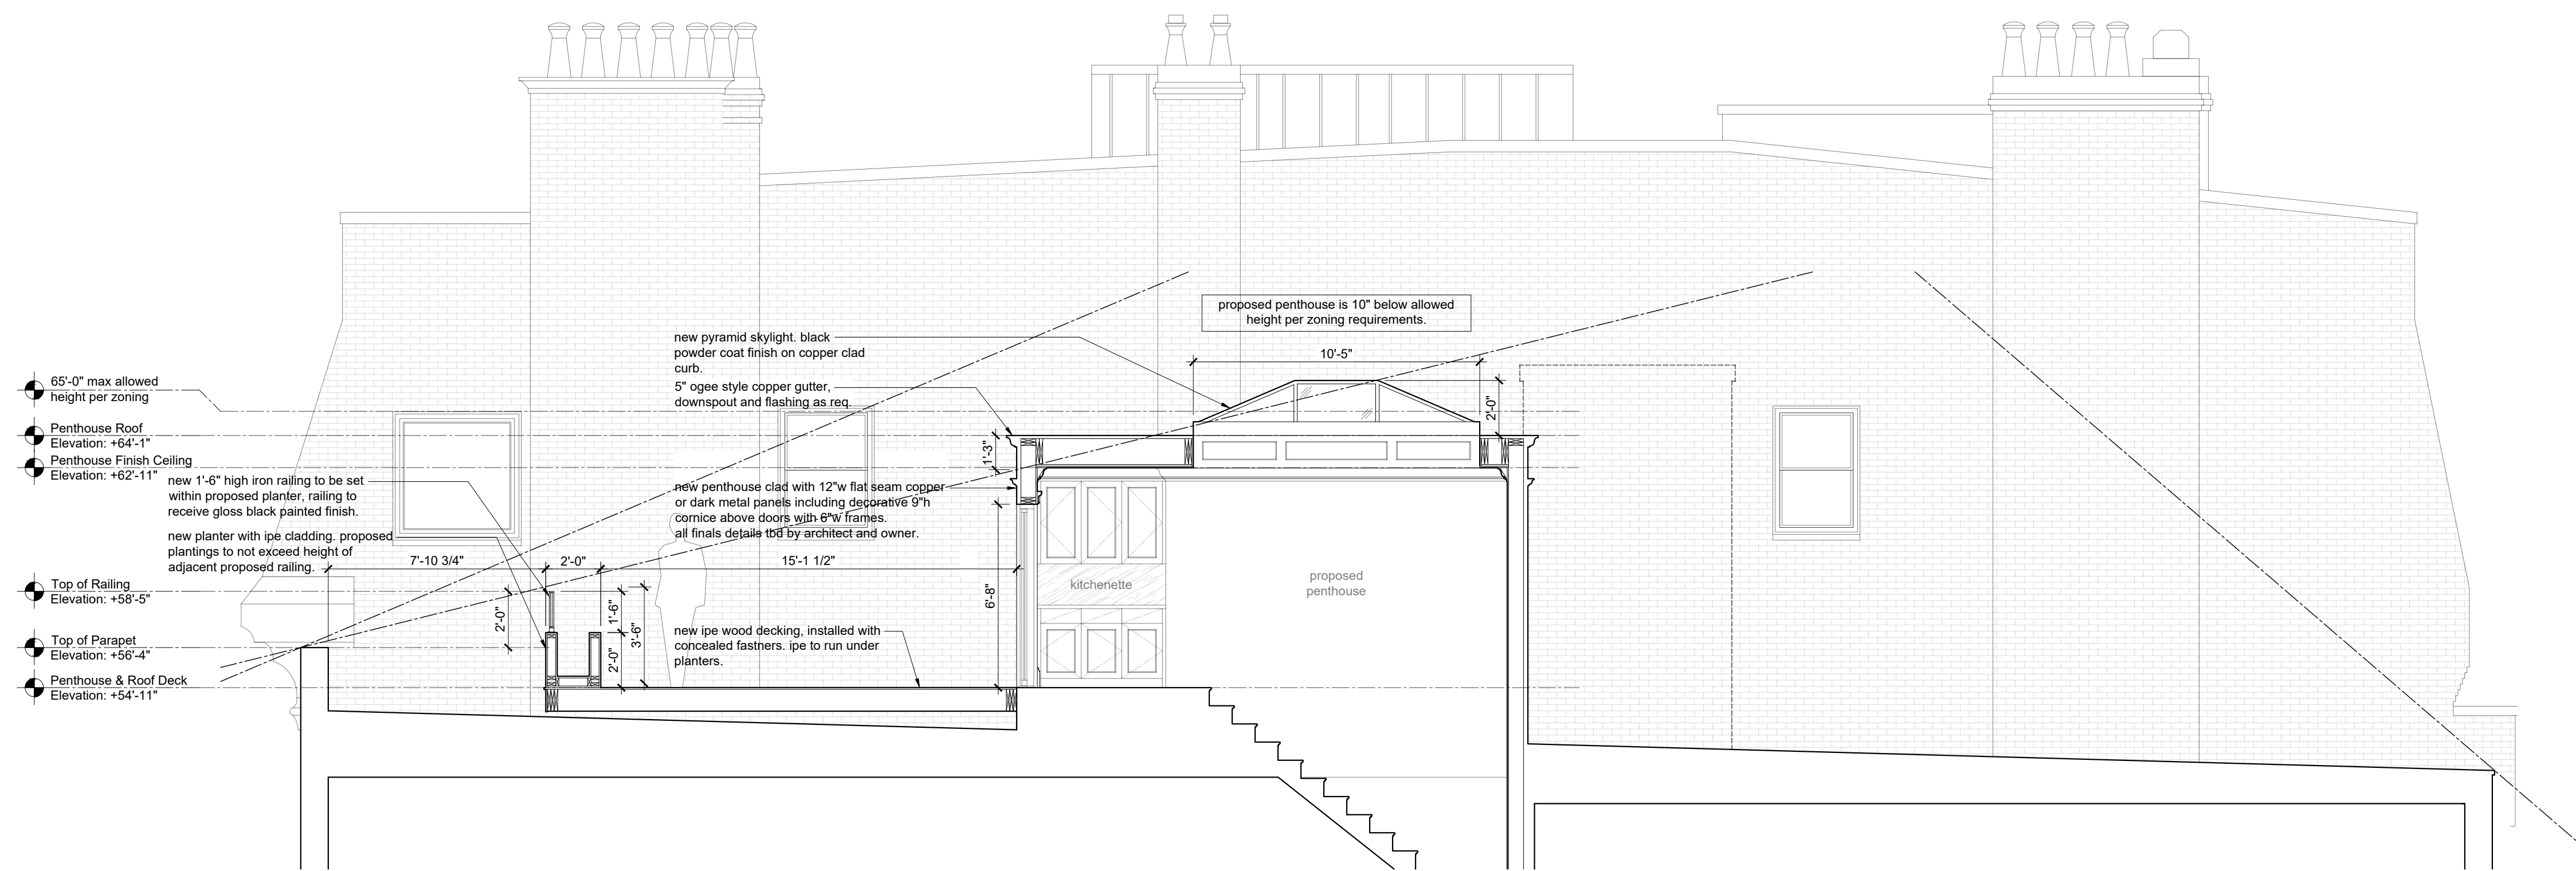 proposed penthouse is 10" below allowed
height per zoning requirements.
new pyramid skylight. black
powder coat finish on copper clad
curb.
10'-5"
5" ogee style copper gutter,
downspout and flashing as req.
65'-0" max allowed
height per zoning
2'-0"
Penthouse Roof
Elevation: +64'-1"
1'-3"
Penthouse Finish Ceiling
Elevation: +62'-11"
new 1'-6" high iron railing to be set
within proposed planter, railing to
receive gloss black painted finish.
new penthouse clad with 12"w flat seam copper
or dark metal panels including decorative 9"h
cornice above doors with 6"w frames.
all finals details tbd by architect and owner.
new planter with ipe cladding. proposed
plantings to not exceed height of
adjacent proposed railing.
7'-10 3/4"
2'-0"
15'-1 1/2"
Top of Railing
Elevation: +58'-5"
2'-0"
1'-6"
3'-6"
2'-0"
6'-8"
kitchenette
proposed
penthouse
Top of Parapet
Elevation: +56'-4"
new ipe wood decking, installed with
concealed fastners. ipe to run under
planters.
Penthouse & Roof Deck
Elevation: +54'-11"